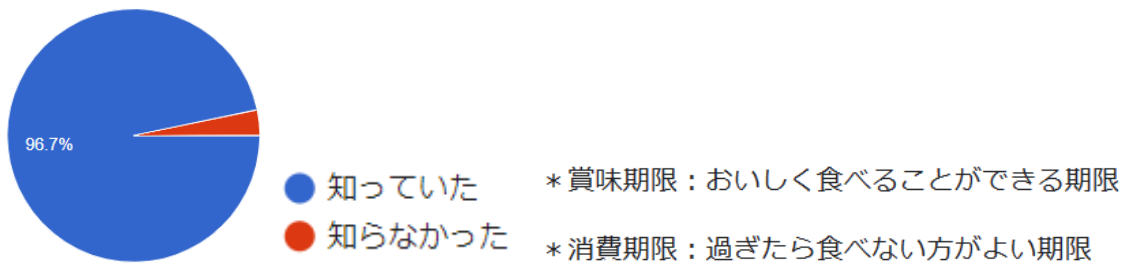 96.7%
知っていた
知らなかった
＊賞味期限：おいしく食べることができる期限
＊消費期限：過ぎたら食べない方がよい期限